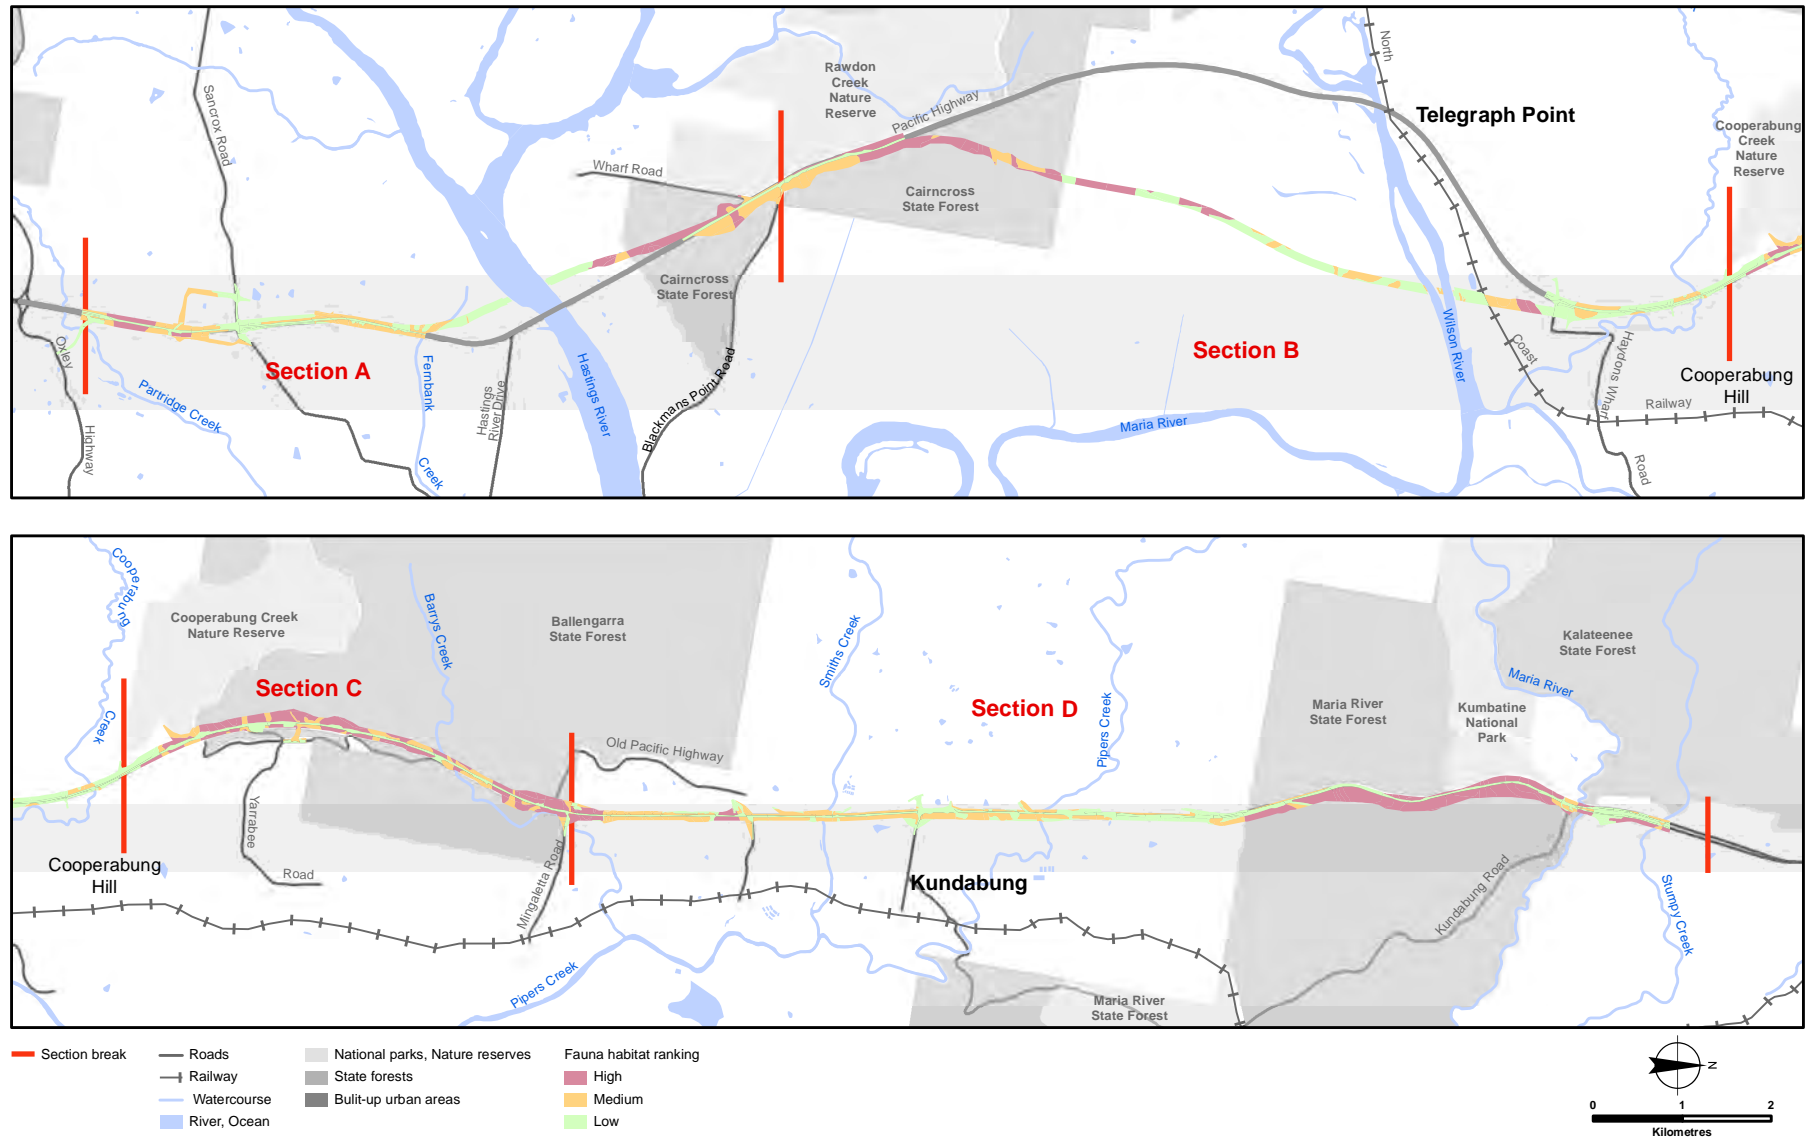 North
Rawdon
Creek
Nature
Reserve
Pacific Highway
Telegraph Point
Sancrox Road
Cooperabung
Creek
Nature
Reserve
Wharf Road
Cairncross
State Forest
Cairncross
State Forest
Oxley
Highway
Section A
Partridge Creek
Fernbank
Creek
Hastings
River Drive
Hastings River
Blackmans Point Road
Section B
Wilson River
Maria River
Coast
Haydons Wharf
Road
Railway
Cooperabung
Hill
Cooperabung
Creek
Cooperabung Creek
Nature Reserve
Barrys Creek
Ballengarra
State Forest
Section C
Smiths Creek
Section D
Pipers Creek
Kalateenee
State Forest
Maria River
Maria River
State Forest
Kumbatine
National
Park
Old Pacific Highway
Yarrabee
Road
Cooperabung
Hill
Mingaletta Road
Kundabung
Kundabung Road
Stumpy Creek
Pipers Creek
Maria River
State Forest
Section break
Roads
Railway
Watercourse
River, Ocean
National parks, Nature reserves
State forests
Bulit-up urban areas
Fauna habitat ranking
High
Medium
Low
N
0 1 2
Kilometres